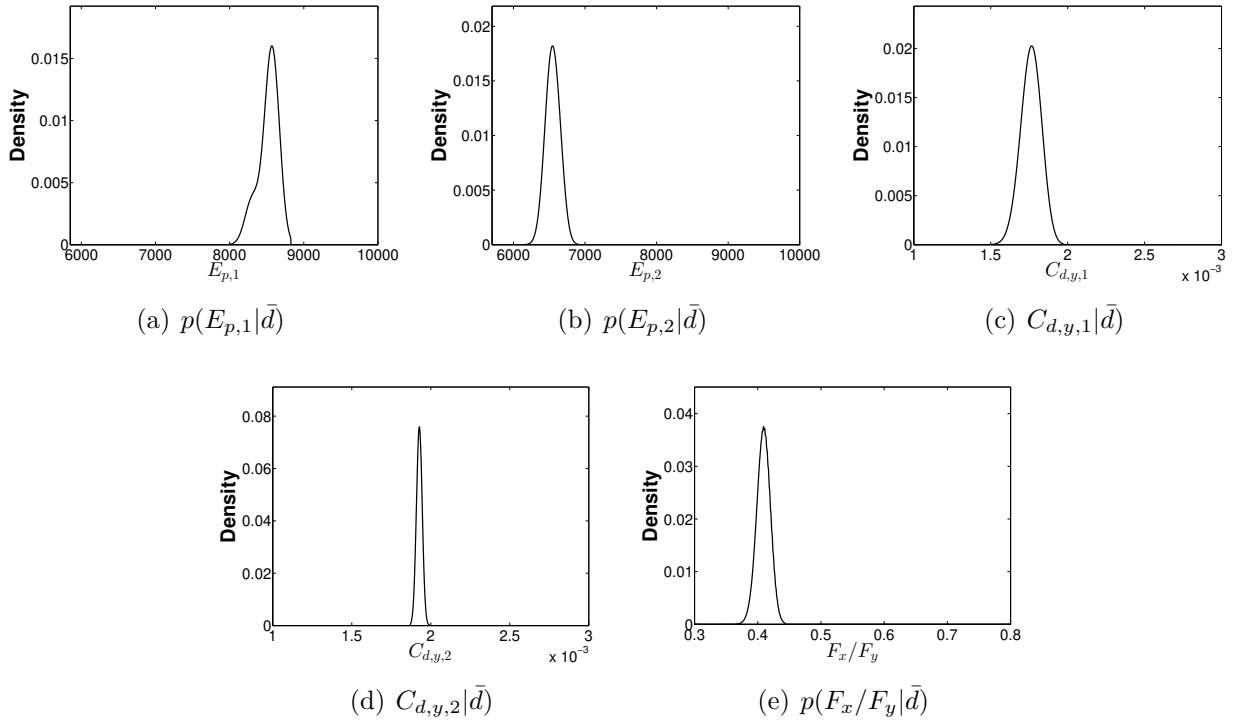 Density
0.015
0.01
0.005
0
6000 7000 8000 9000 10000
E_{p,1}
(a) p(E_{p,1}|d̄)
Density
0.02
0.015
0.01
0.005
0
6000 7000 8000 9000 10000
E_{p,2}
(b) p(E_{p,2}|d̄)
Density
0.02
0.015
0.01
0.005
0
1 1.5 2 2.5 3
C_{d,y,1}
x 10⁻³
(c) C_{d,y,1}|d̄)
Density
0.08
0.06
0.04
0.02
0
1 1.5 2 2.5 3
C_{d,y,2}
x 10⁻³
(d) C_{d,y,2}|d̄)
Density
0.04
0.03
0.02
0.01
0
0.3 0.4 0.5 0.6 0.7 0.8
F_x/F_y
(e) p(F_x/F_y|d̄)